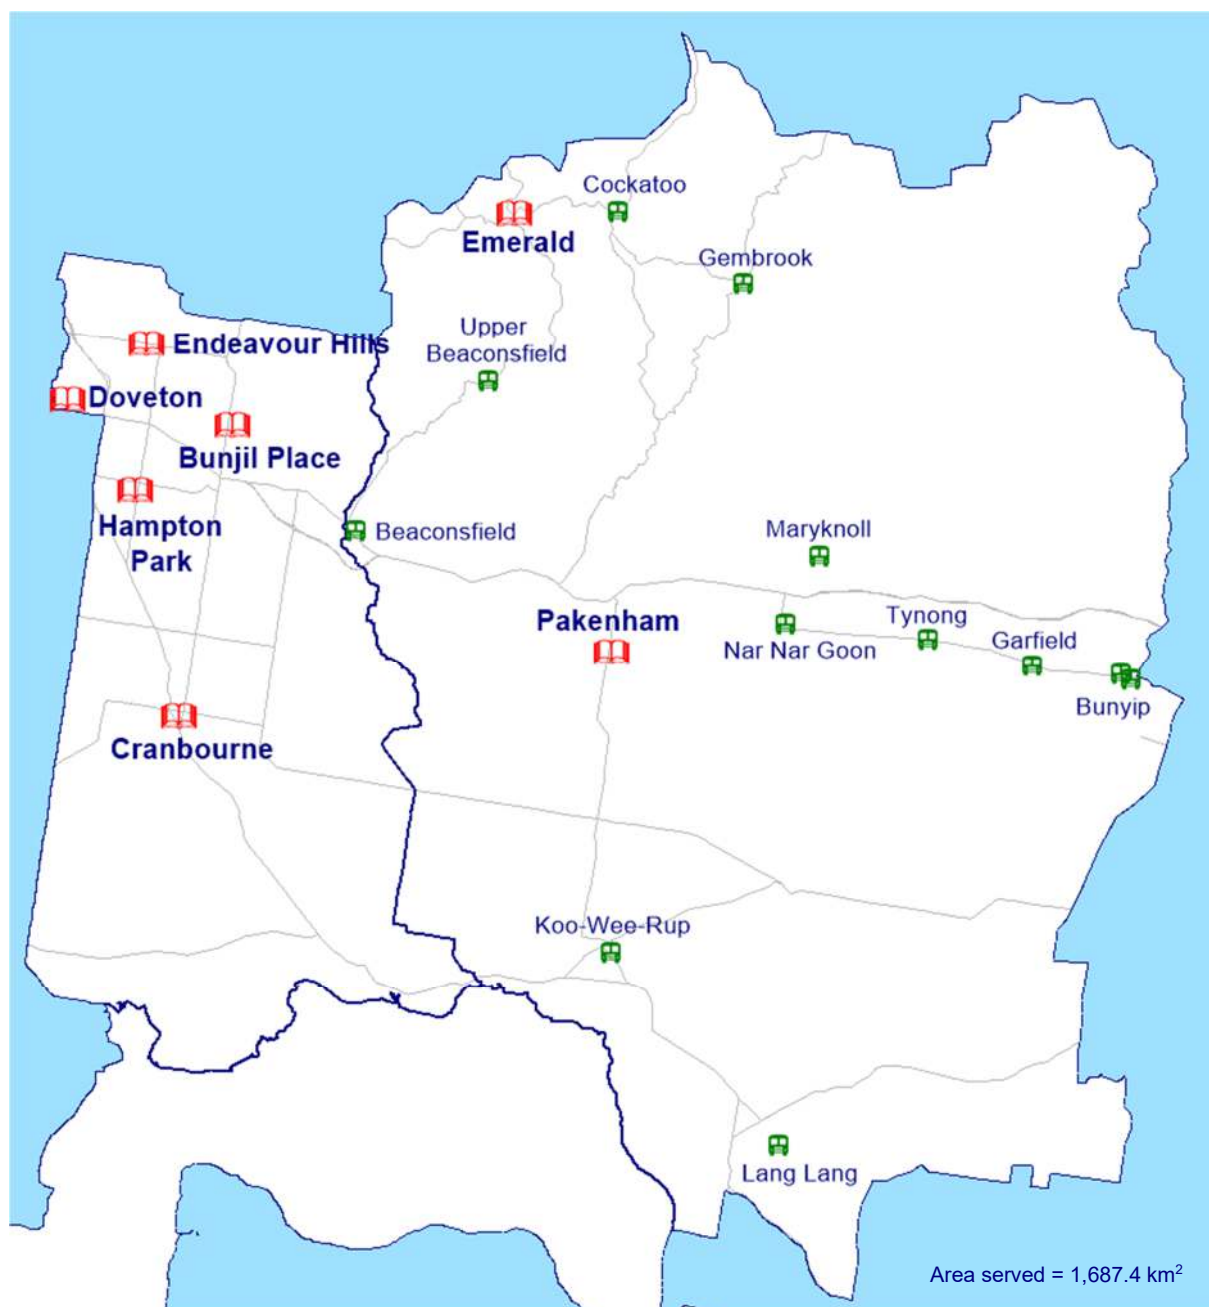 Cockatoo
Emerald
Gembrook
Upper
Beaconsfield
Endeavour Hills
Doveton
Bunjil Place
Hampton
Park
Beaconsfield
Maryknoll
Pakenham
Nar Nar Goon
Tynong
Garfield
Bunyip
Cranbourne
Koo-Wee-Rup
Lang Lang
Area served = 1,687.4 km²